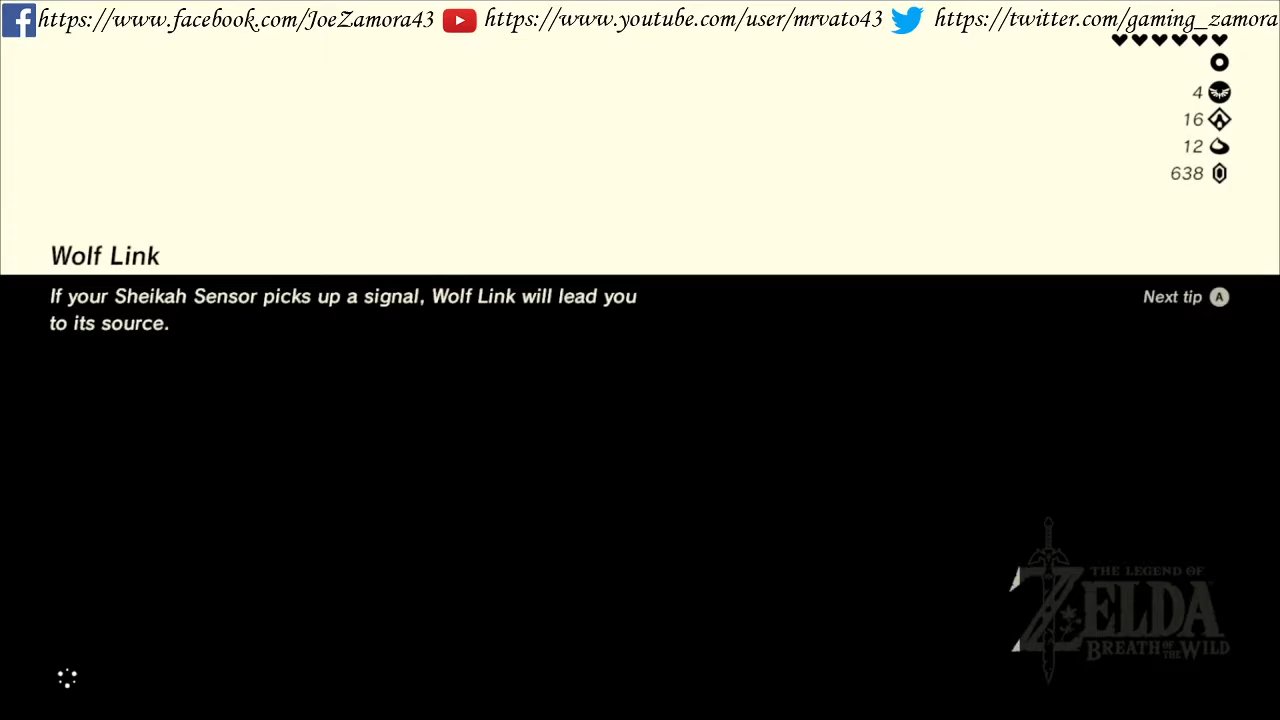 https://www.facebook.com/JoeZamora43 https://www.youtube.com/user/mrvato43 https://twitter.com/gaming_zamora
4
16
12
638
Wolf Link
If your Sheikah Sensor picks up a signal, Wolf Link will lead you
to its source.
Next tip A
THE LEGEND OF
ZELDA
BREATH OF THE WILD